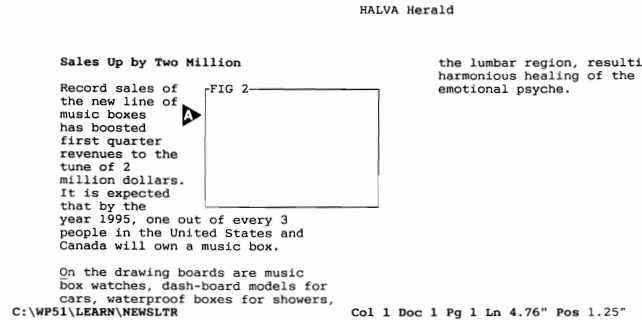 HALVA Herald
Sales Up by Two Million
Record sales of
the new line of
music boxes
has boosted
first quarter
revenues to the
tune of 2
million dollars.
It is expected
that by the
year 1995, one out of every 3
people in the United States and
Canada will own a music box.
FIG 2
A
On the drawing boards are music
box watches, dash-board models for
cars, waterproof boxes for showers,
the lumbar region, resulti
harmonious healing of the
emotional psyche.
C:\WP51\LEARN\NEWSLTR
Col 1 Doc 1 Pg 1 Ln 4.76" Pos 1.25"